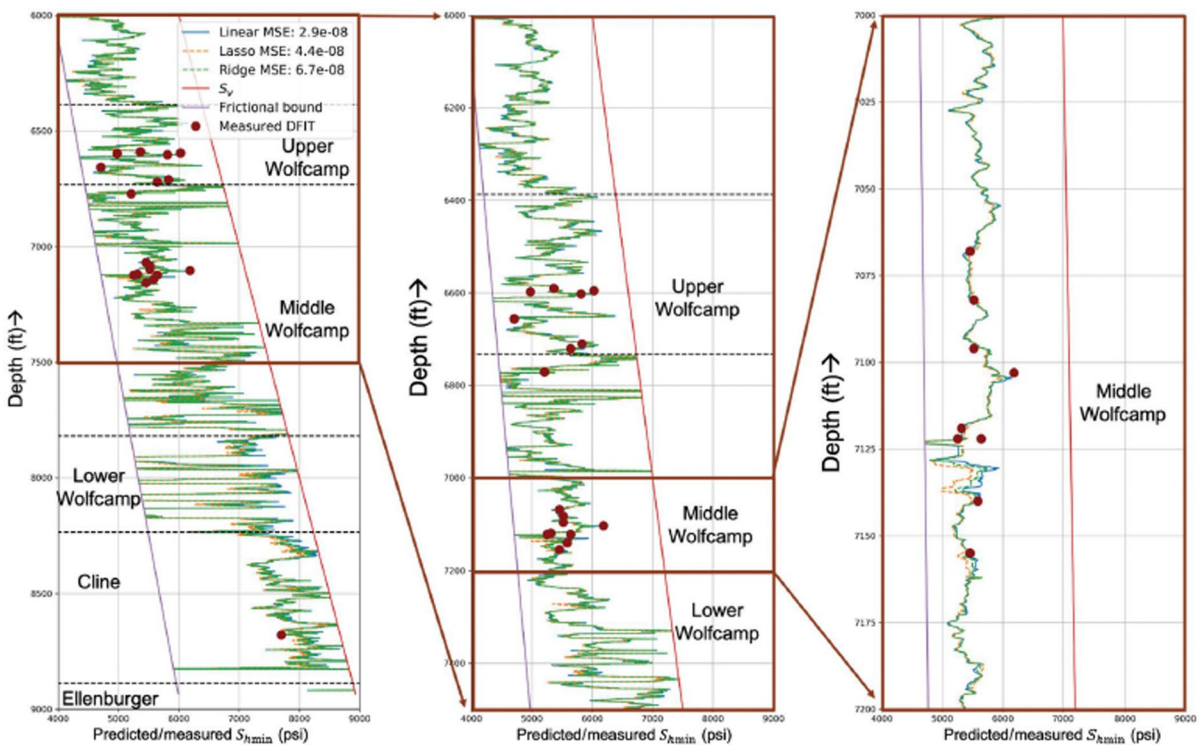 6000
6500
7000
7500
8000
8500
9000
4000 5000 6000 7000 8000 9000
Depth (ft)→
Predicted/measured Shmin (psi)
Linear MSE: 2.9e-08
Lasso MSE: 4.4e-08
Ridge MSE: 6.7e-08
Sv
Frictional bound
Measured DFIT
Upper
Wolfcamp
Middle
Wolfcamp
Lower
Wolfcamp
Cline
Ellenburger
6000
6200
6400
6600
6800
7000
7200
7400
4000 5000 6000 7000 8000 9000
Depth (ft)→
Predicted/measured Shmin (psi)
Upper
Wolfcamp
Middle
Wolfcamp
Lower
Wolfcamp
7000
7025
7050
7075
7100
7125
7150
7175
7200
4000 5000 6000 7000 8000 9000
Depth (ft)→
Predicted/measured Shmin (psi)
Middle
Wolfcamp